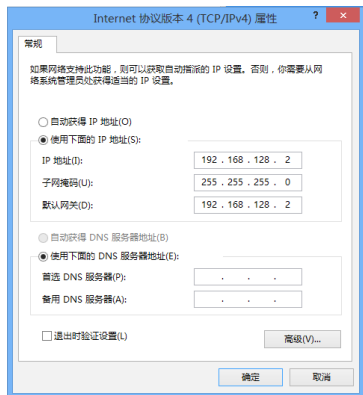 Internet 协议版本 4 (TCP/IPv4) 属性
? x
常规
如果网络支持此功能，则可以获取自动指派的 IP 设置。否则，你需要从网
络系统管理员处获得适当的 IP 设置。
自动获得 IP 地址(O)
使用下面的 IP 地址(S):
IP 地址(I): 192 . 168 . 128 . 2
子网掩码(U): 255 . 255 . 255 . 0
默认网关(D): 192 . 168 . 128 . 2
自动获得 DNS 服务器地址(B)
使用下面的 DNS 服务器地址(E):
首选 DNS 服务器(P): . . .
备用 DNS 服务器(A): . . .
退出时验证设置(L)
高级(V)...
确定 取消